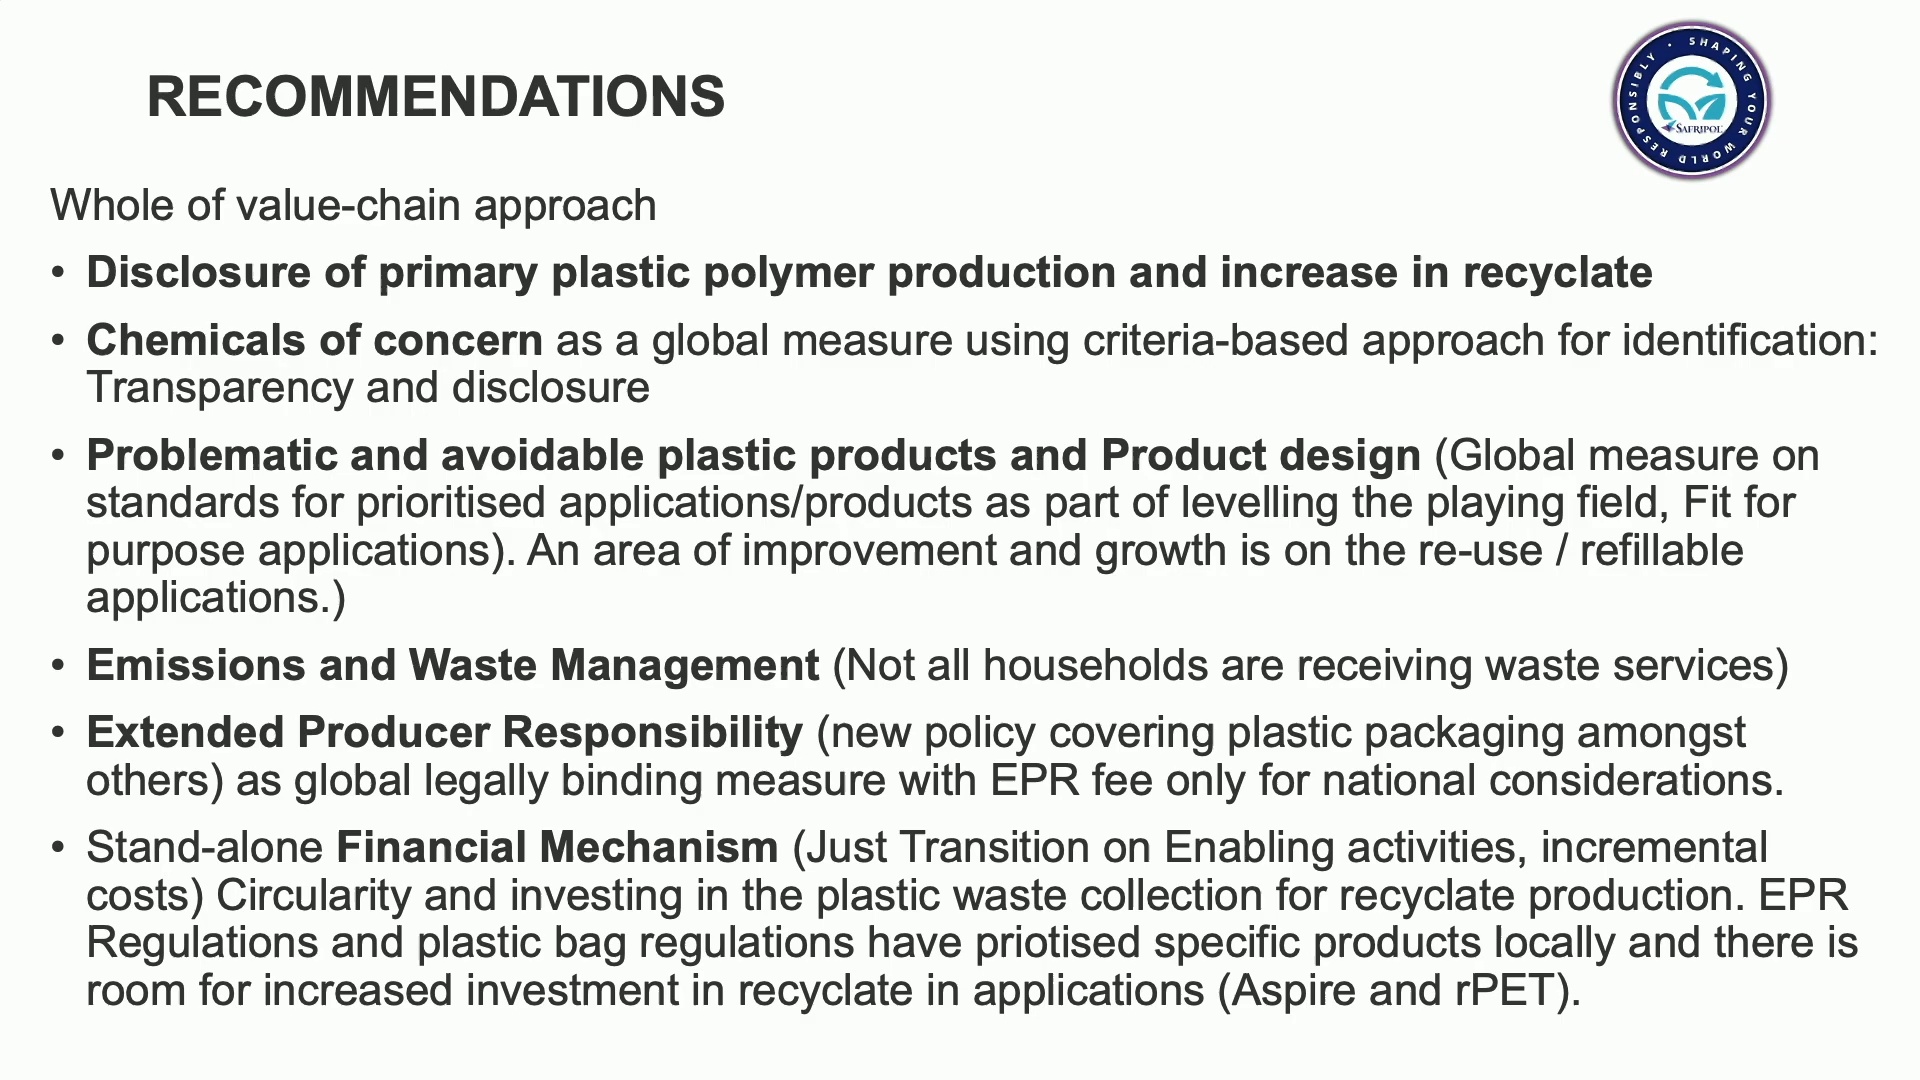 RECOMMENDATIONS
• SHAPING YOUR WORLD RESPONSIBLY
SAFRIPOL
Whole of value-chain approach
• Disclosure of primary plastic polymer production and increase in recyclate
• Chemicals of concern as a global measure using criteria-based approach for identification:
Transparency and disclosure
• Problematic and avoidable plastic products and Product design (Global measure on
standards for prioritised applications/products as part of levelling the playing field, Fit for
purpose applications). An area of improvement and growth is on the re-use / refillable
applications.)
• Emissions and Waste Management (Not all households are receiving waste services)
• Extended Producer Responsibility (new policy covering plastic packaging amongst
others) as global legally binding measure with EPR fee only for national considerations.
• Stand-alone Financial Mechanism (Just Transition on Enabling activities, incremental
costs) Circularity and investing in the plastic waste collection for recyclate production. EPR
Regulations and plastic bag regulations have priotised specific products locally and there is
room for increased investment in recyclate in applications (Aspire and rPET).